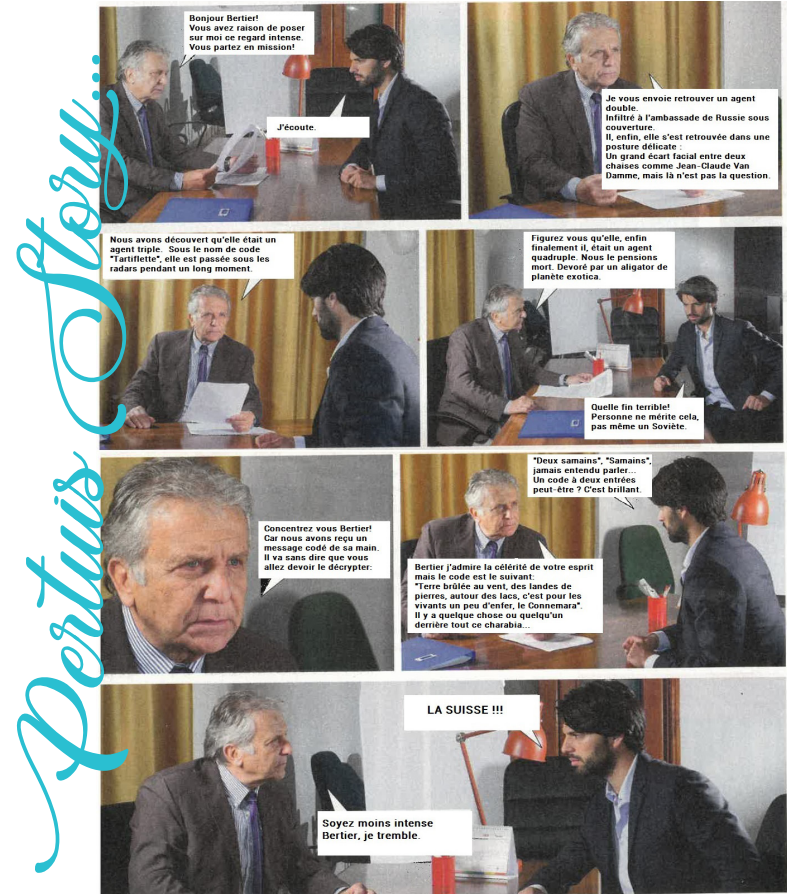 Pertuis Story...
Bonjour Bertier!
Vous avez raison de poser
sur moi ce regard intense.
Vous partez en mission!
J'écoute.
Je vous envoie retrouver un agent
double.
Infiltré à l'ambassade de Russie sous
couverture.
Il, enfin, elle s'est retrouvée dans une
posture délicate :
Un grand écart facial entre deux
chaises comme Jean-Claude Van
Damme, mais là n'est pas la question.
Nous avons découvert qu'elle était un
agent triple. Sous le nom de code
"Tartiflette", elle est passée sous les
radars pendant un long moment.
Figurez vous qu'elle, enfin
finalement il, était un agent
quadruple. Nous le pensions
mort. Devoré par un aligator de
planète exotica.
Quelle fin terrible!
Personne ne mérite cela,
pas même un Soviète.
Concentrez vous Bertier!
Car nous avons reçu un
message codé de sa main.
Il va sans dire que vous
allez devoir le décrypter:
"Deux samains", "Samains",
jamais entendu parler...
Un code à deux entrées
peut-être ? C'est brillant.
Bertier j'admire la célérité de votre esprit
mais le code est le suivant:
"Terre brûlée au vent, des landes de
pierres, autour des lacs, c'est pour les
vivants un peu d'enfer, le Connemara".
Il y a quelque chose ou quelqu'un
derrière tout ce charabia...
LA SUISSE !!!
Soyez moins intense
Bertier, je tremble.